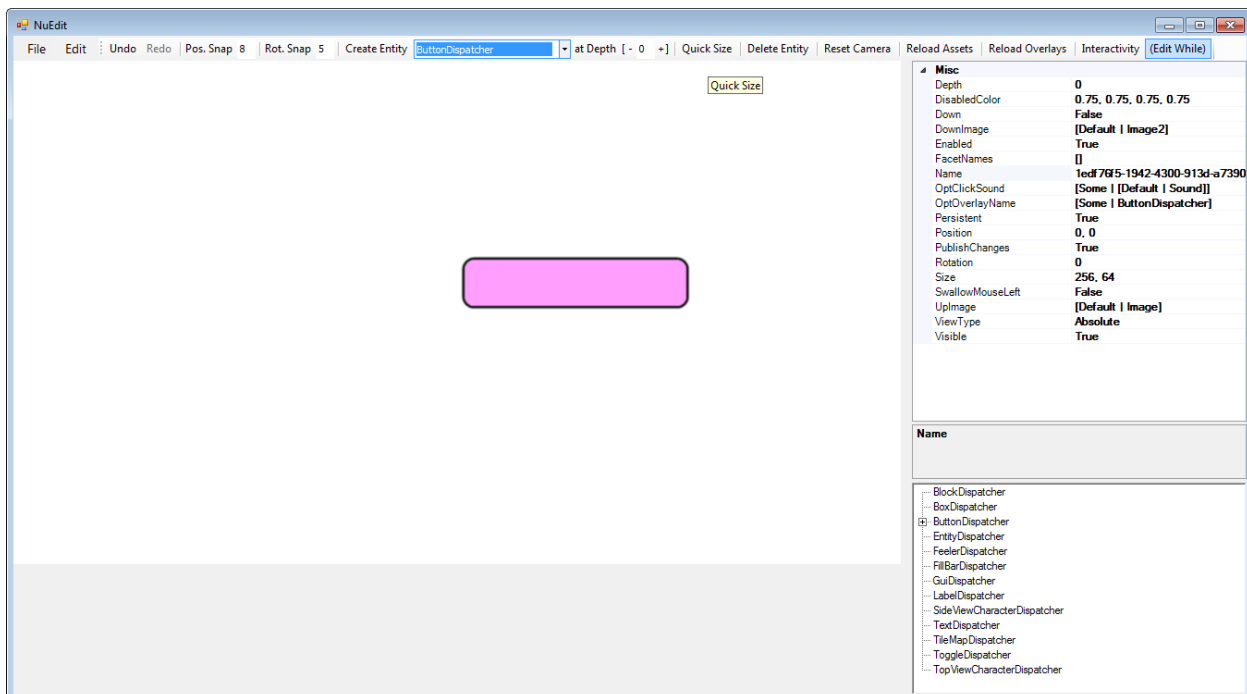 NuEdit
File Edit Undo Redo Pos. Snap 8 Rot. Snap 5 Create Entity ButtonDispatcher at Depth [ - 0 +] Quick Size Delete Entity Reset Camera Reload Assets Reload Overlays Interactivity (Edit While)
Quick Size
Misc
Depth 0
DisabledColor 0.75, 0.75, 0.75, 0.75
Down False
DownImage [Default | Image2]
Enabled True
FacetNames []
Name 1edf76f5-1942-4300-913d-a7390
OptClickSound [Some | [Default | Sound]]
OptOverlayName [Some | ButtonDispatcher]
Persistent True
Position 0, 0
PublishChanges True
Rotation 0
Size 256, 64
SwallowMouseLeft False
UpImage [Default | Image]
ViewType Absolute
Visible True
Name
BlockDispatcher
BoxDispatcher
ButtonDispatcher
EntityDispatcher
FeelerDispatcher
FillBarDispatcher
GuiDispatcher
LabelDispatcher
SideViewCharacterDispatcher
TextDispatcher
TileMapDispatcher
ToggleDispatcher
TopViewCharacterDispatcher